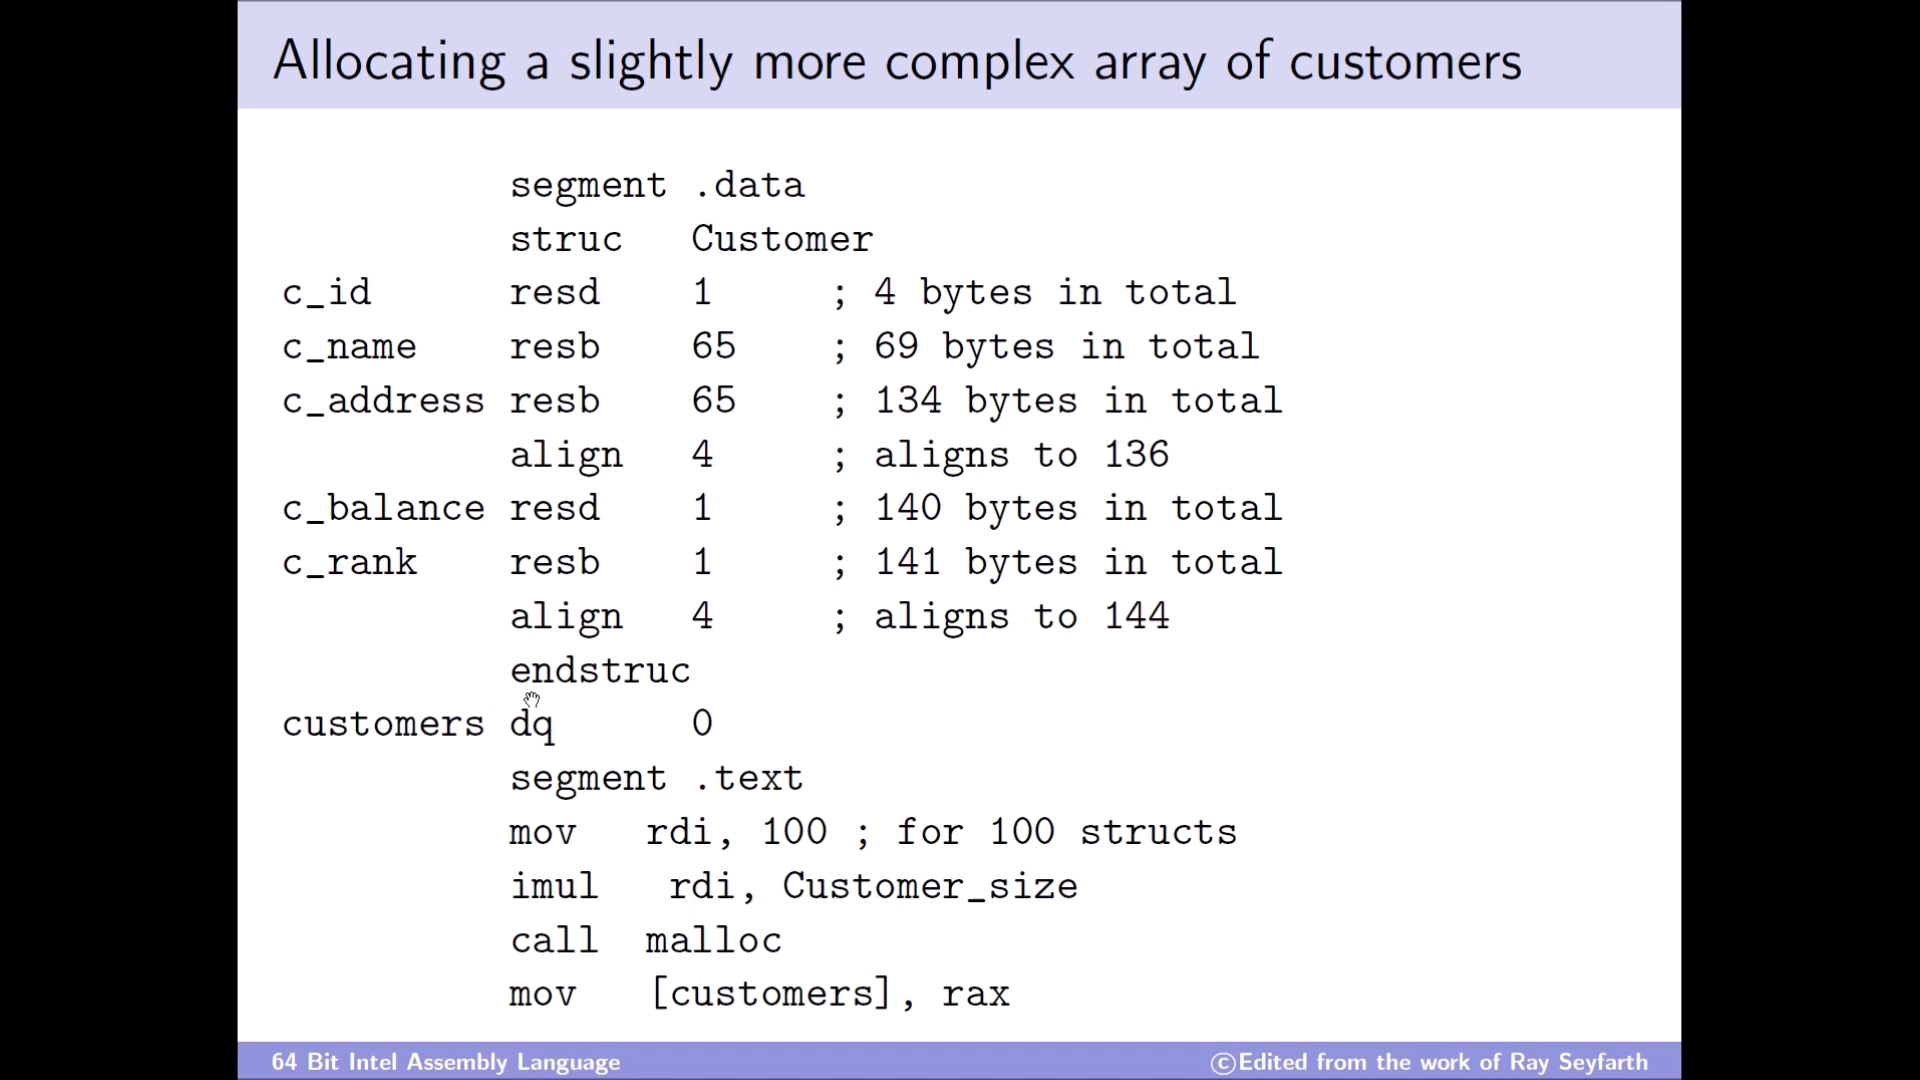 Allocating a slightly more complex array of customers
segment .data
struc Customer
c_id resd 1 ; 4 bytes in total
c_name resb 65 ; 69 bytes in total
c_address resb 65 ; 134 bytes in total
align 4 ; aligns to 136
c_balance resd 1 ; 140 bytes in total
c_rank resb 1 ; 141 bytes in total
align 4 ; aligns to 144
endstruc
customers dq 0
segment .text
mov rdi, 100 ; for 100 structs
imul rdi, Customer_size
call malloc
mov [customers], rax
64 Bit Intel Assembly Language
©Edited from the work of Ray Seyfarth